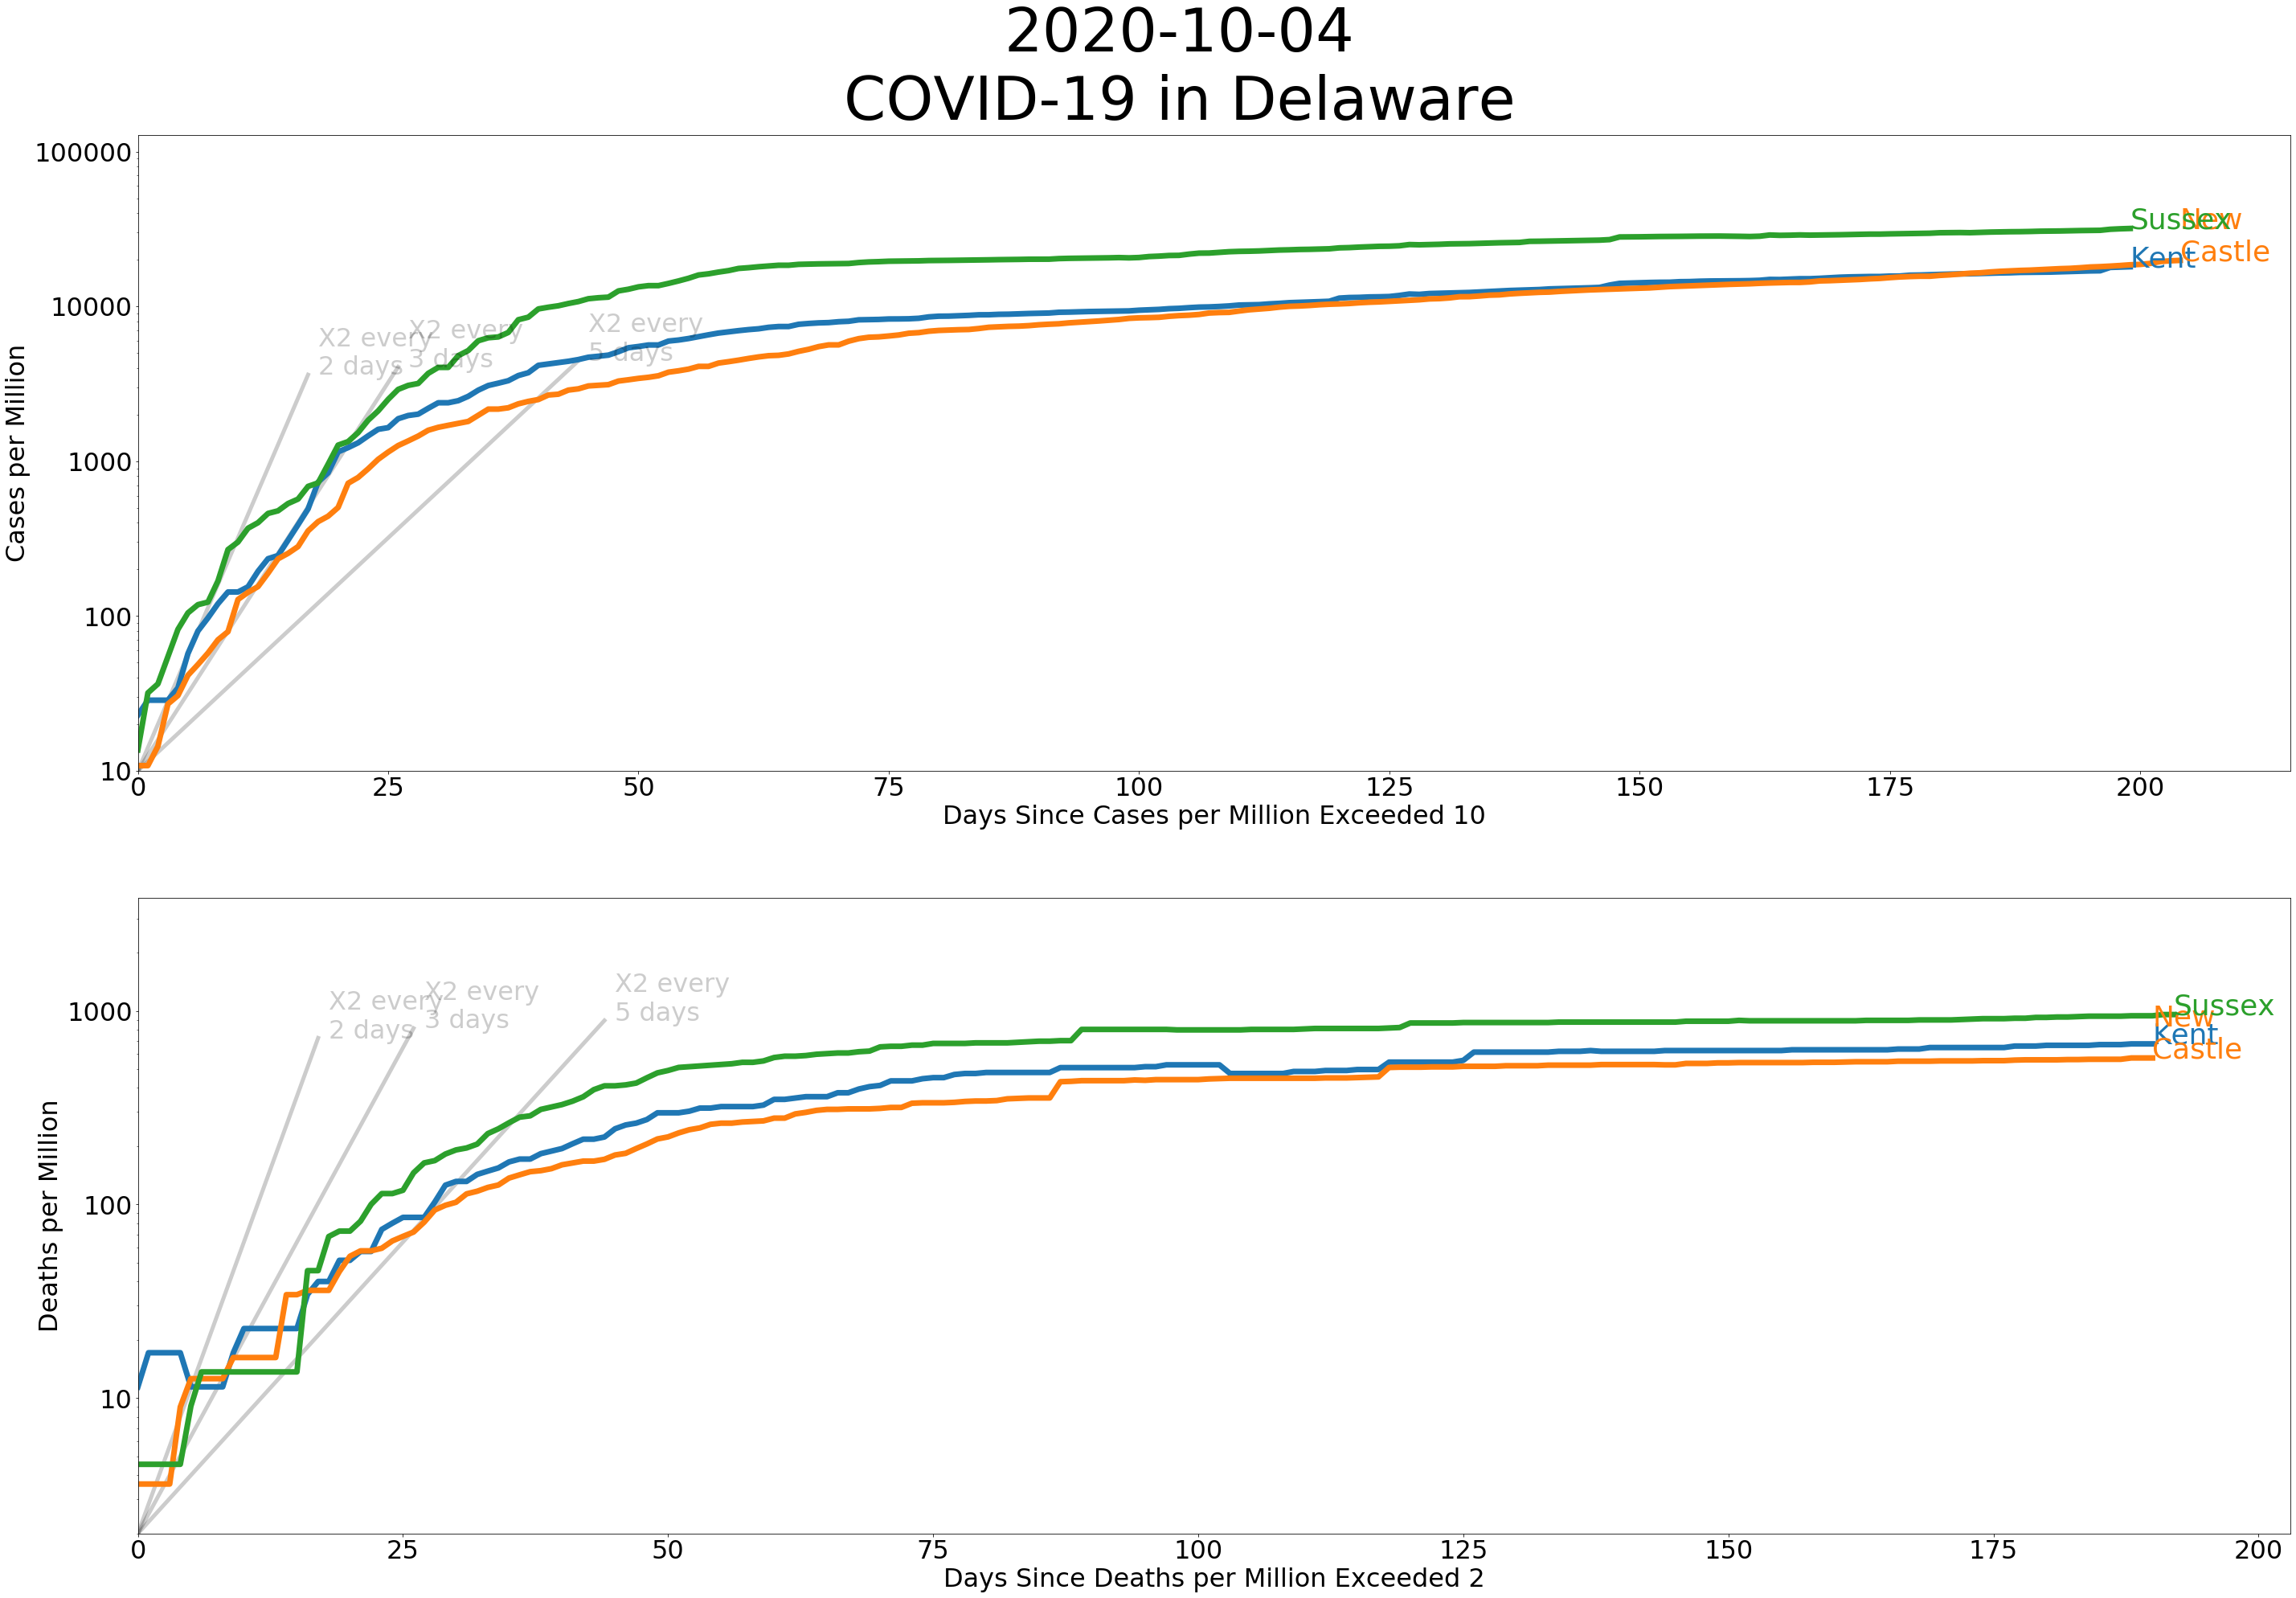 2020-10-04
COVID-19 in Delaware
100000
10000
1000
100
10
Cases per Million
X2 every
2 days
X2 every
3 days
X2 every
5 days
Sussex
New
Castle
Kent
0 25 50 75 100 125 150 175 200
Days Since Cases per Million Exceeded 10
1000
100
10
Deaths per Million
X2 every
2 days
X2 every
3 days
X2 every
5 days
Sussex
New
Castle
Kent
0 25 50 75 100 125 150 175 200
Days Since Deaths per Million Exceeded 2